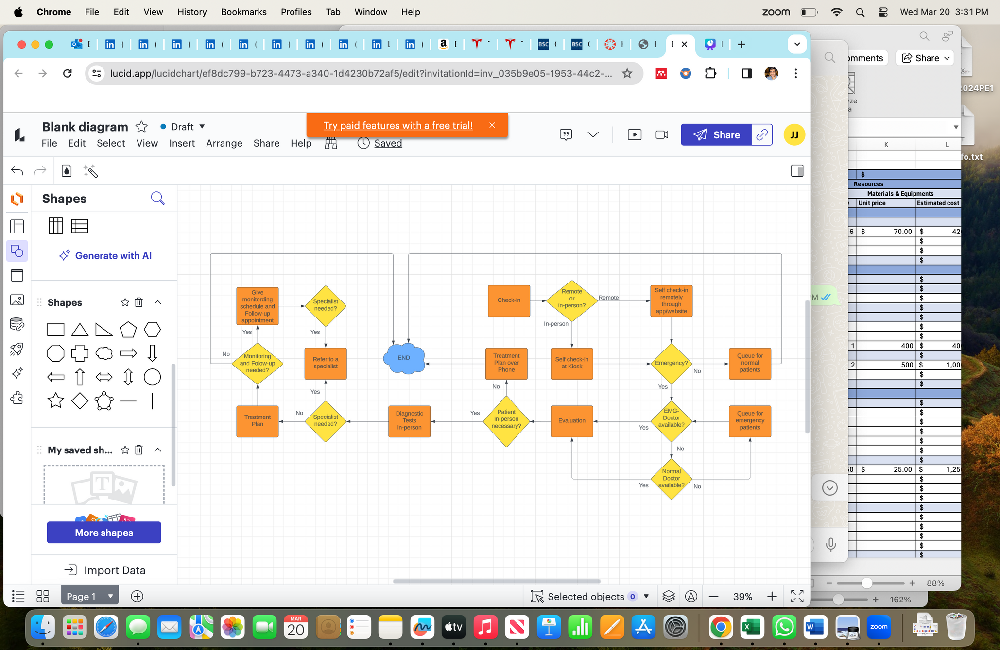 Chrome File Edit View History Bookmarks Profiles Tab Window Help
zoom Wed Mar 20 3:31 PM
BSC
BSC
lucid.app/lucidchart/ef8dc799-b723-4473-a340-1d4230b72af5/edit?invitationId=inv_035b9e05-1953-44c2-...
omments
Share
2024PE1
fo.txt
Blank diagram
Draft
Try paid features with a free trial!
Share
JJ
File Edit Select View Insert Arrange Share Help Saved
Shapes
Generate with AI
Shapes
My saved sh...
T
More shapes
Import Data
Give
monitording
schedule and
Follow-up
appointment
Specialist
needed?
Check-in
Remote
or
in-person?
Remote
Self check-in
remotely
through
app/website
Yes
Yes
In-person
No
Monitoring
and Folow-up
needed?
Refer to a
specialist
END
Treatment
Plan over
Phone
Self check-in
at Kiosk
Emergency?
No
Queue for
normal
patients
Yes
No
Yes
Treatment
Plan
No
Specialist
needed?
Diagnostic
Tests
in-person
Yes
Patient
in-person
necessary?
Evaluation
Yes
EMG-
Doctor
available?
Queue for
emergency
patients
No
Normal
Doctor
available?
Yes
No
Page 1
Selected objects 0
39%
K L
$
Resources
Materials & Equipments
Unit price Estimated cost
6 $ 70.00 $ 42
$
$
$
$
$
$
$
$
$
$
1 400 $ 40
$
2 500 $ 1,00
$
$
$
$
$
$
$
$
$
$ 25.00 $ 1,25
$
$
$
$
$
$
$
$
$
88%
162%
MAR
20
tv
zoom